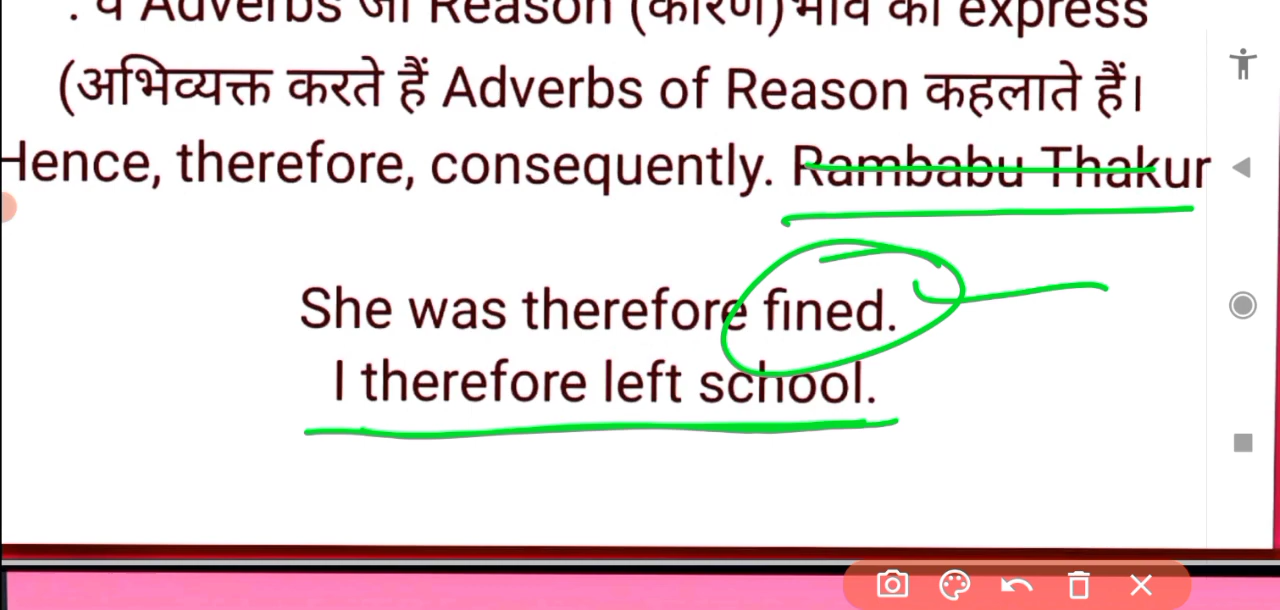 . वे Adverbs जो Reason (कारण) भाव को express
(अभिव्यक्त करते हैं Adverbs of Reason कहलाते हैं।
Hence, therefore, consequently. Rambabu Thakur
She was therefore fined.
I therefore left school.